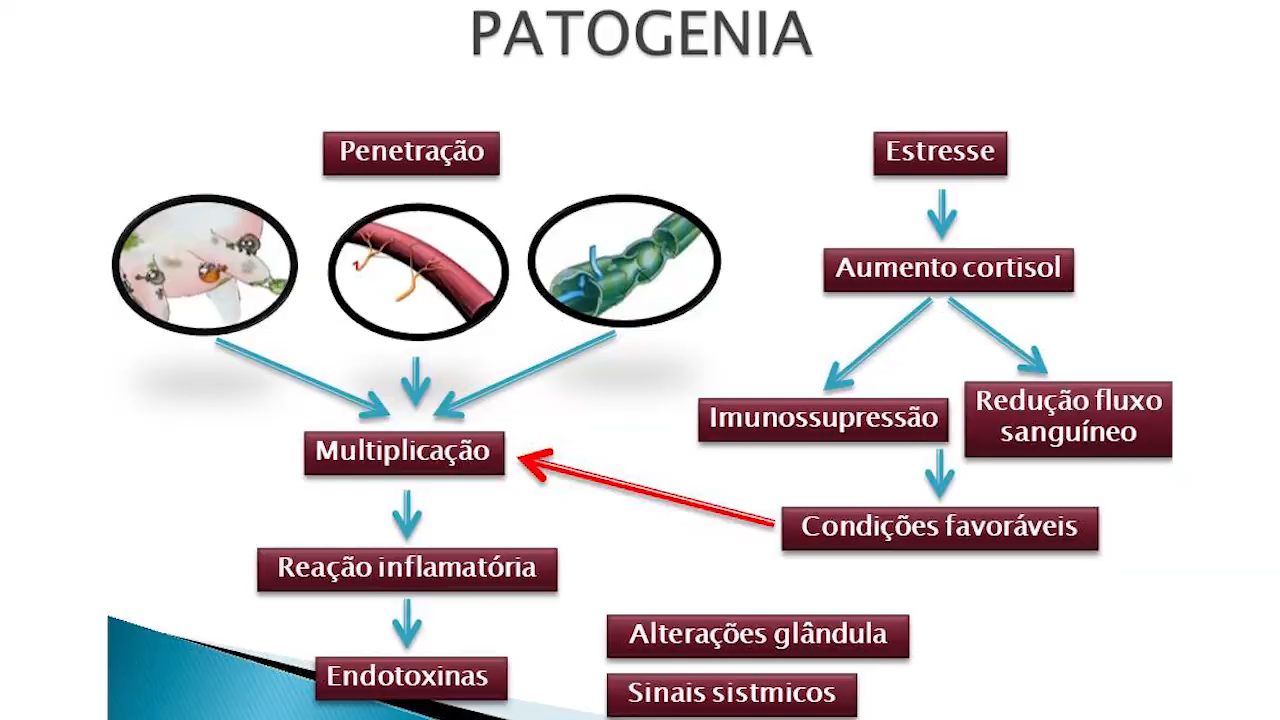 PATOGENIA
Penetração
Estresse
Aumento cortisol
Imunossupressão
Redução fluxo
sanguíneo
Multiplicação
Condições favoráveis
Reação inflamatória
Alterações glândula
Endotoxinas
Sinais sistmicos